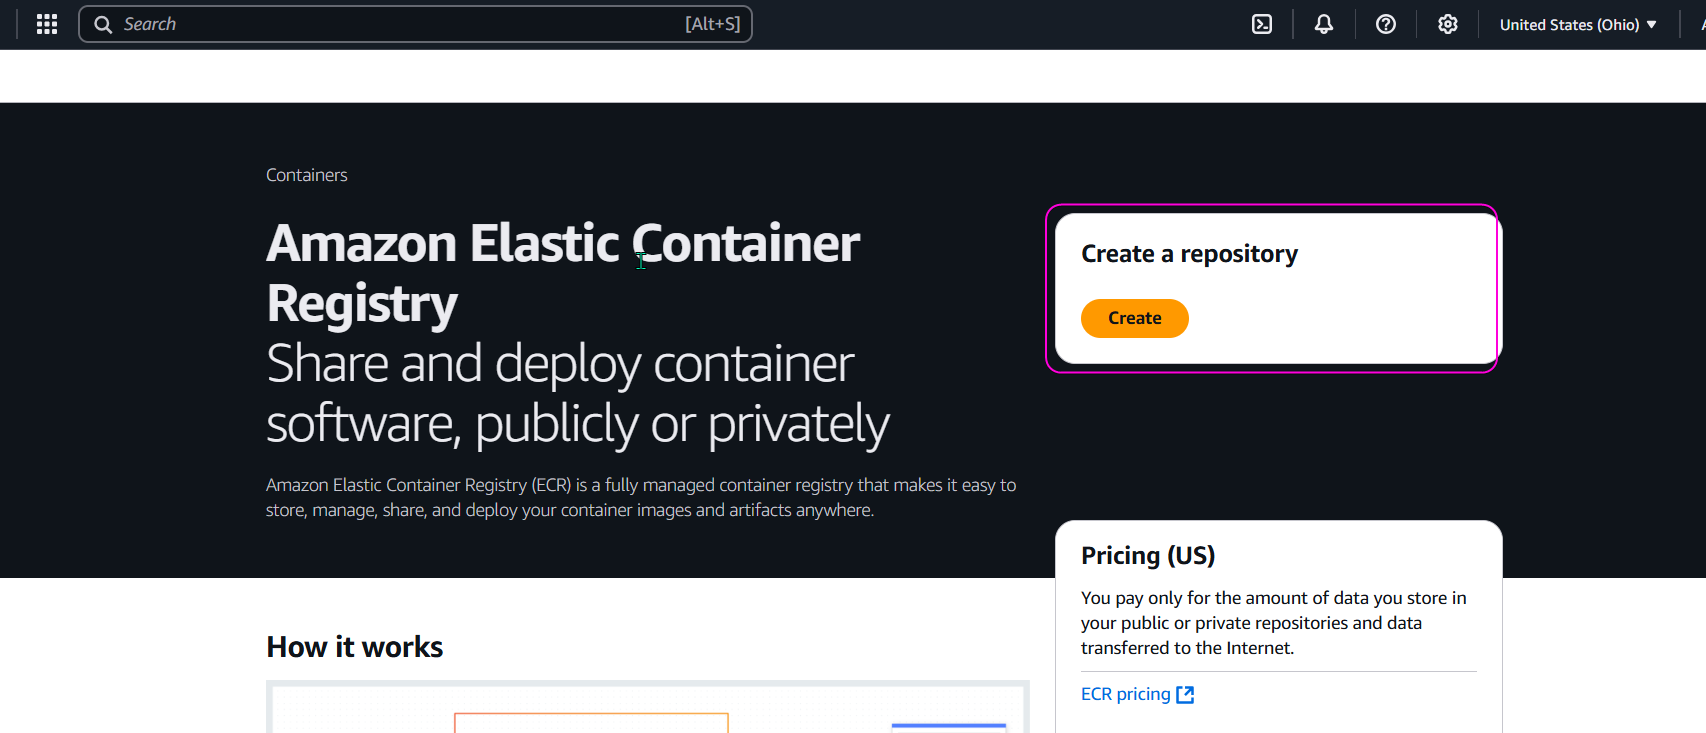 Search [Alt+S] United States (Ohio)
Containers
Amazon Elastic Container
Registry
Share and deploy container
software, publicly or privately
Amazon Elastic Container Registry (ECR) is a fully managed container registry that makes it easy to
store, manage, share, and deploy your container images and artifacts anywhere.
Create a repository
Create
Pricing (US)
You pay only for the amount of data you store in
your public or private repositories and data
transferred to the Internet.
ECR pricing
How it works